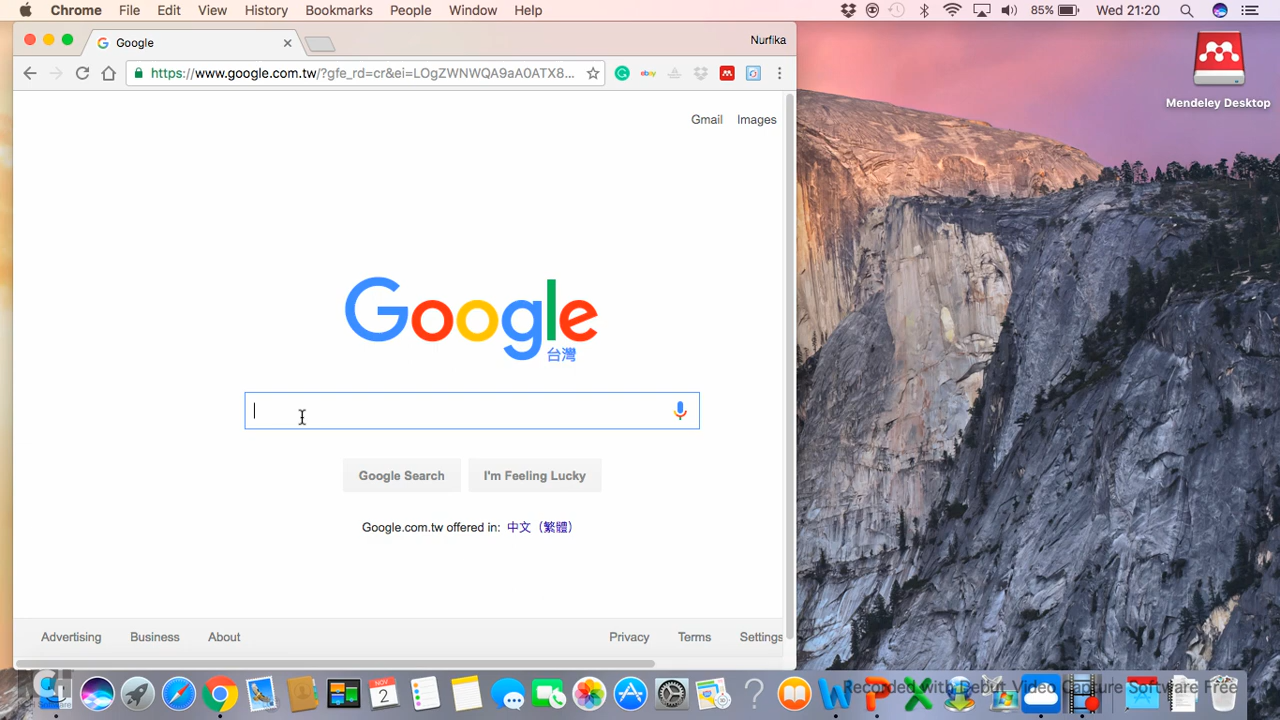 Chrome File Edit View History Bookmarks People Window Help 85% Wed 21:20
Google Nurfika
https://www.google.com.tw/?gfe_rd=cr&ei=LOgZWNWQA9aA0ATX8... ebay
Mendeley Desktop
Gmail Images
Google
台灣
Google Search I'm Feeling Lucky
Google.com.tw offered in: 中文（繁體）
Advertising Business About Privacy Terms Settings
NOV
2
Recorded with Debut Video Capture Software Free